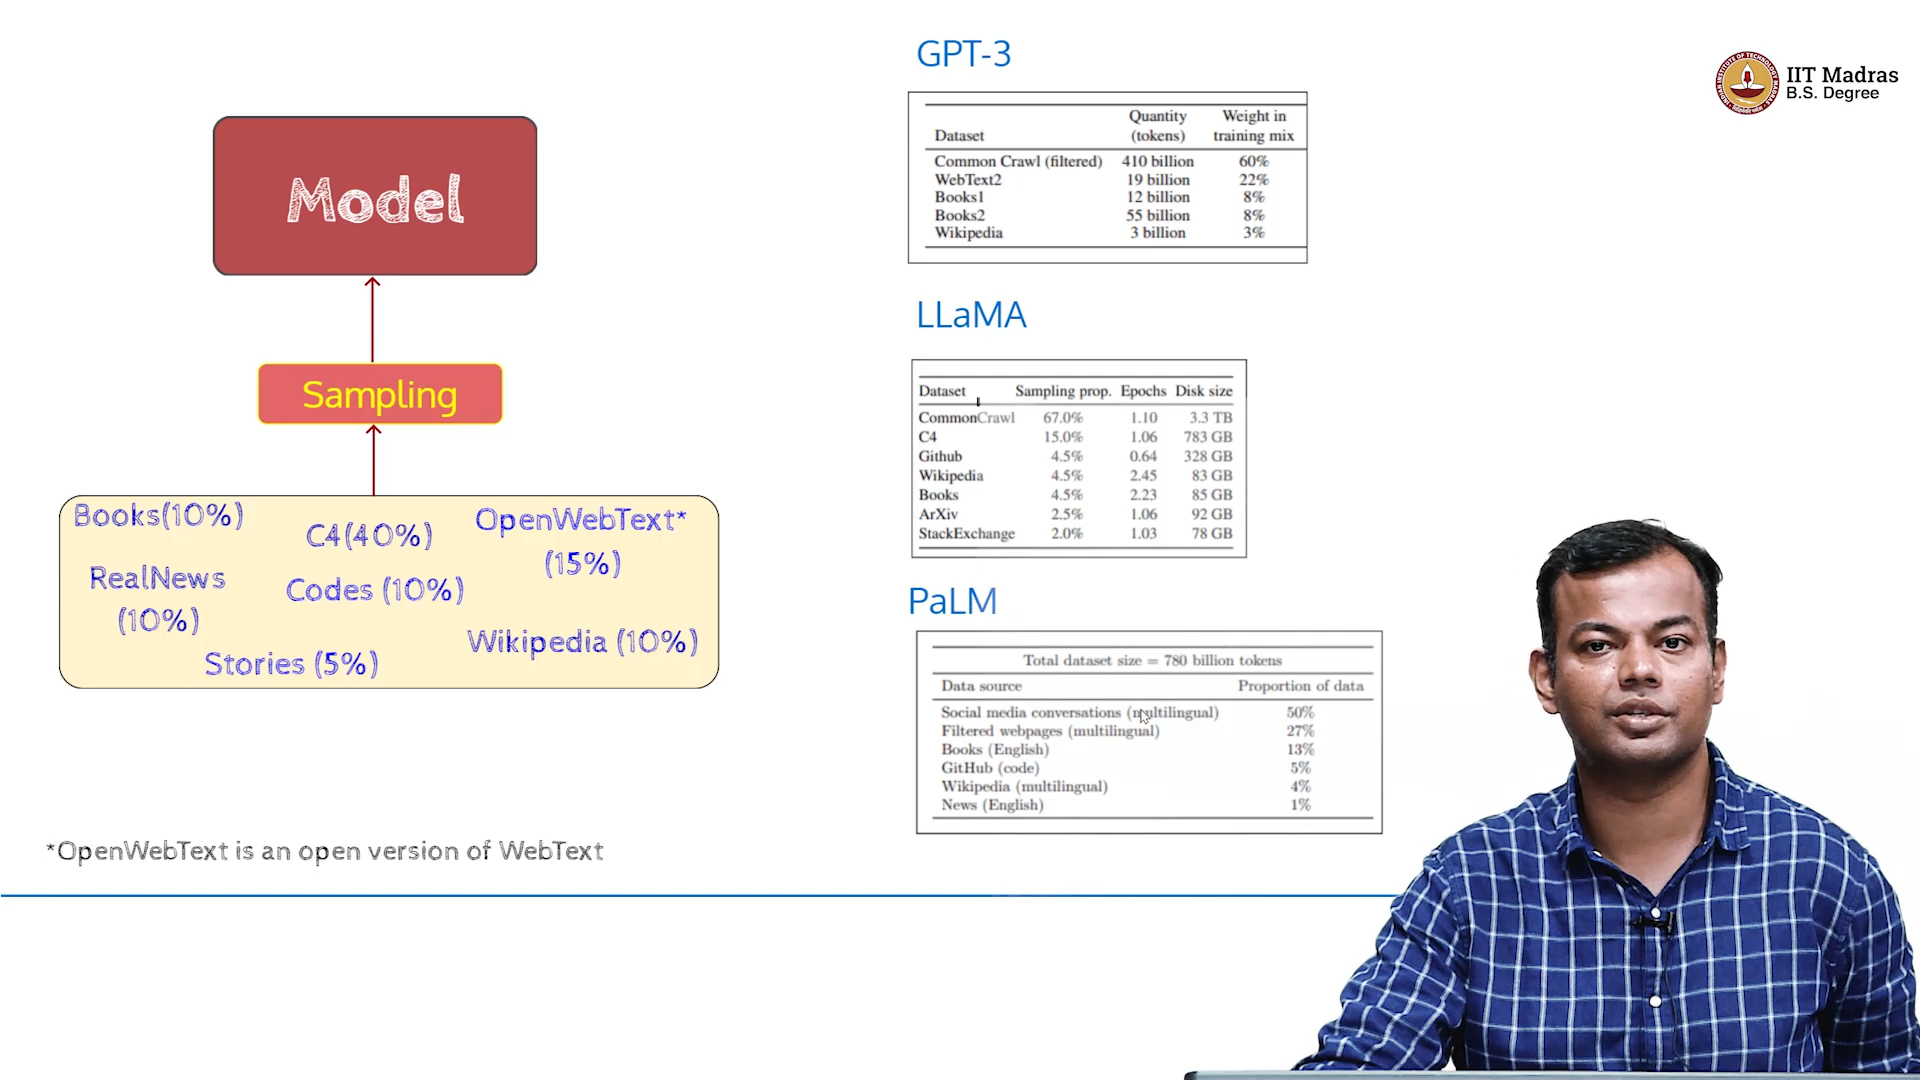 GPT-3
IIT Madras
B.S. Degree
Dataset Quantity (tokens) Weight in training mix
Common Crawl (filtered) 410 billion 60%
WebText2 19 billion 22%
Books1 12 billion 8%
Books2 55 billion 8%
Wikipedia 3 billion 3%
Model
Sampling
Books(10%)
C4(40%)
OpenWebText*
(15%)
RealNews
(10%)
Codes (10%)
Wikipedia (10%)
Stories (5%)
*OpenWebText is an open version of WebText
LLaMA
Dataset Sampling prop. Epochs Disk size
CommonCrawl 67.0% 1.10 3.3 TB
C4 15.0% 1.06 783 GB
Github 4.5% 0.64 328 GB
Wikipedia 4.5% 2.45 83 GB
Books 4.5% 2.23 85 GB
ArXiv 2.5% 1.06 92 GB
StackExchange 2.0% 1.03 78 GB
PaLM
Total dataset size = 780 billion tokens
Data source Proportion of data
Social media conversations (multilingual) 50%
Filtered webpages (multilingual) 27%
Books (English) 13%
GitHub (code) 5%
Wikipedia (multilingual) 4%
News (English) 1%